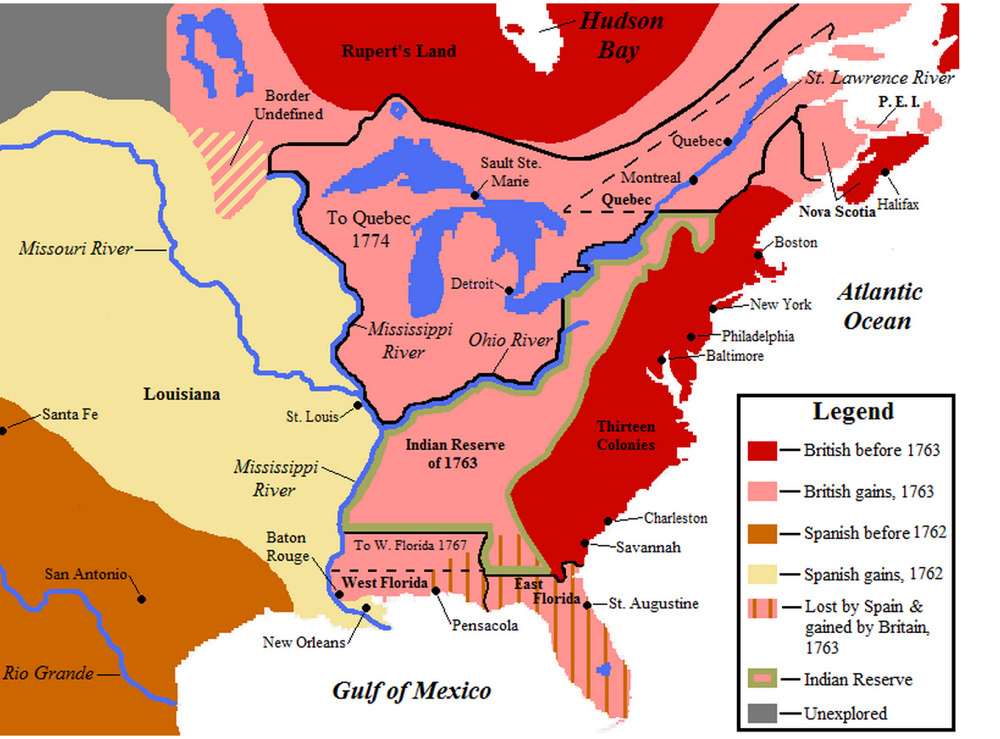 Hudson
Bay
Rupert's Land
St. Lawrence River
Border
Undefined
P. E. I.
Quebec
Sault Ste.
Marie
Montreal
Quebec
Nova Scotia
Halifax
To Quebec
1774
Missouri River
Boston
Detroit
Atlantic
Ocean
New York
Mississippi
River
Ohio River
Philadelphia
Baltimore
Louisiana
Santa Fe
St. Louis
Thirteen
Colonies
Indian Reserve
of 1763
Mississippi
River
Charleston
Baton
Rouge
To W. Florida 1767
Savannah
San Antonio
West Florida
East
Florida
St. Augustine
Pensacola
New Orleans
Rio Grande
Gulf of Mexico
Legend
British before 1763
British gains, 1763
Spanish before 1762
Spanish gains, 1762
Lost by Spain &
gained by Britain,
1763
Indian Reserve
Unexplored